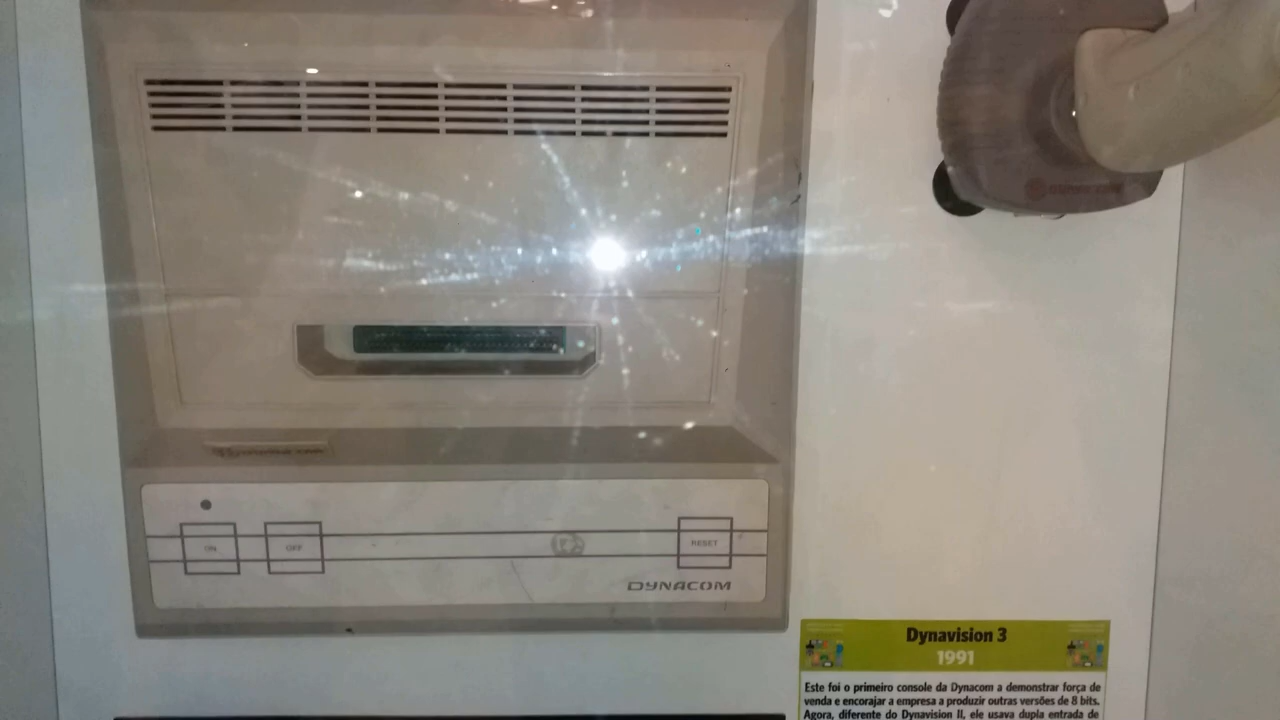 ON
OFF
RESET
DYNACOM
Dynavision 3
1991
Este foi o primeiro console da Dynacom a demonstrar força de
venda e encorajar a empresa a produzir outras versões de 8 bits.
Agora, diferente do Dynavision II, ele usava dupla entrada de